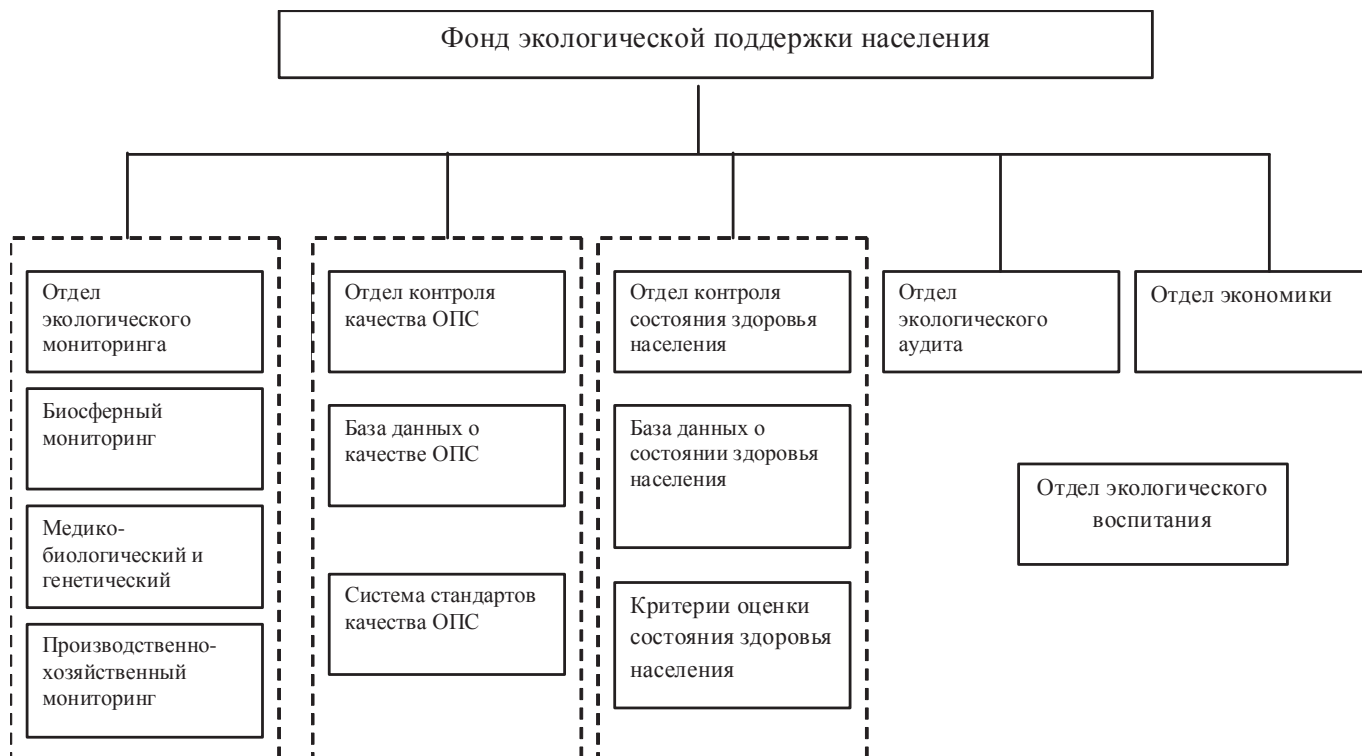 Фонд экологической поддержки населения
Отдел
экологического
мониторинга
Биосферный
мониторинг
Медико-
биологический и
генетический
Производственно-
хозяйственный
мониторинг
Отдел контроля
качества ОПС
База данных о
качестве ОПС
Система стандартов
качества ОПС
Отдел контроля
состояния здоровья
населения
База данных о
состоянии здоровья
населения
Критерии оценки
состояния здоровья
населения
Отдел
экологического
аудита
Отдел экономики
Отдел экологического
воспитания